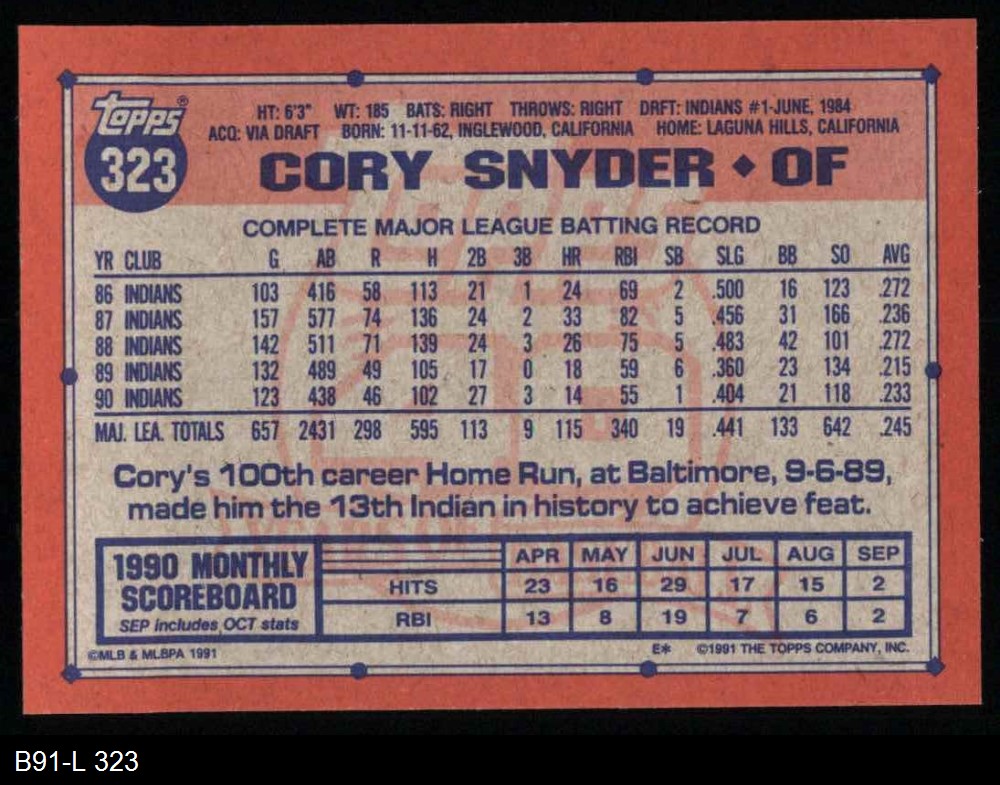 Topps®
323
HT: 6'3" WT: 185 BATS: RIGHT THROWS: RIGHT DRFT: INDIANS #1-JUNE, 1984
ACQ: VIA DRAFT BORN: 11-11-62, INGLEWOOD, CALIFORNIA HOME: LAGUNA HILLS, CALIFORNIA
CORY SNYDER ◆ OF
COMPLETE MAJOR LEAGUE BATTING RECORD
YR CLUB G AB R H 2B 3B HR RBI SB SLG BB SO AVG
86 INDIANS 103 416 58 113 21 1 24 69 2 .500 16 123 .272
87 INDIANS 157 577 74 136 24 2 33 82 5 .456 31 166 .236
88 INDIANS 142 511 71 139 24 3 26 75 5 .483 42 101 .272
89 INDIANS 132 489 49 105 17 0 18 59 6 .360 23 134 .215
90 INDIANS 123 438 46 102 27 3 14 55 1 .404 21 118 .233
MAJ. LEA. TOTALS 657 2431 298 595 113 9 115 340 19 .441 133 642 .245
Cory's 100th career Home Run, at Baltimore, 9-6-89,
made him the 13th Indian in history to achieve feat.
1990 MONTHLY
SCOREBOARD
SEP includes OCT stats
APR MAY JUN JUL AUG SEP
HITS 23 16 29 17 15 2
RBI 13 8 19 7 6 2
©MLB & MLBPA 1991
E* ©1991 THE TOPPS COMPANY, INC.
B91-L 323